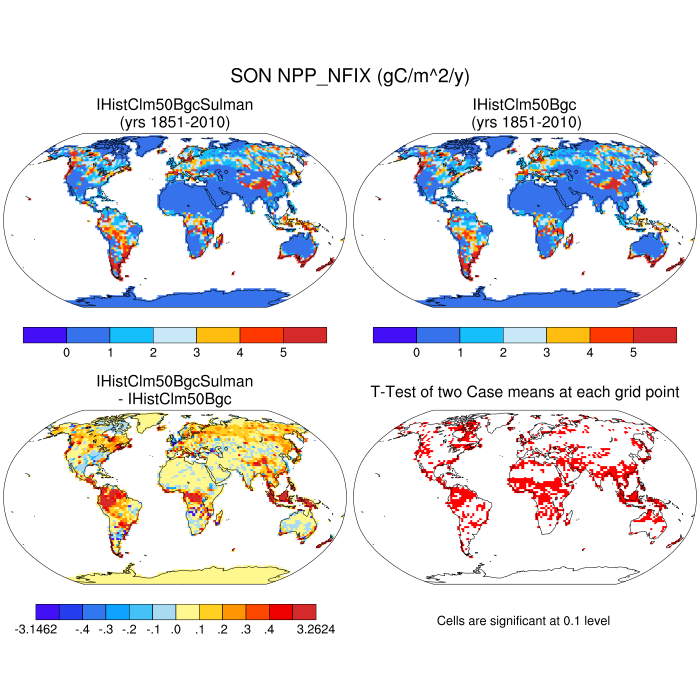 SON NPP_NFIX (gC/m^2/y)
IHistClm50BgcSulman
(yrs 1851-2010)
IHistClm50Bgc
(yrs 1851-2010)
0 1 2 3 4 5
0 1 2 3 4 5
IHistClm50BgcSulman
- IHistClm50Bgc
T-Test of two Case means at each grid point
-3.1462 -.4 -.3 -.2 -.1 .0 .1 .2 .3 .4 3.2624
Cells are significant at 0.1 level